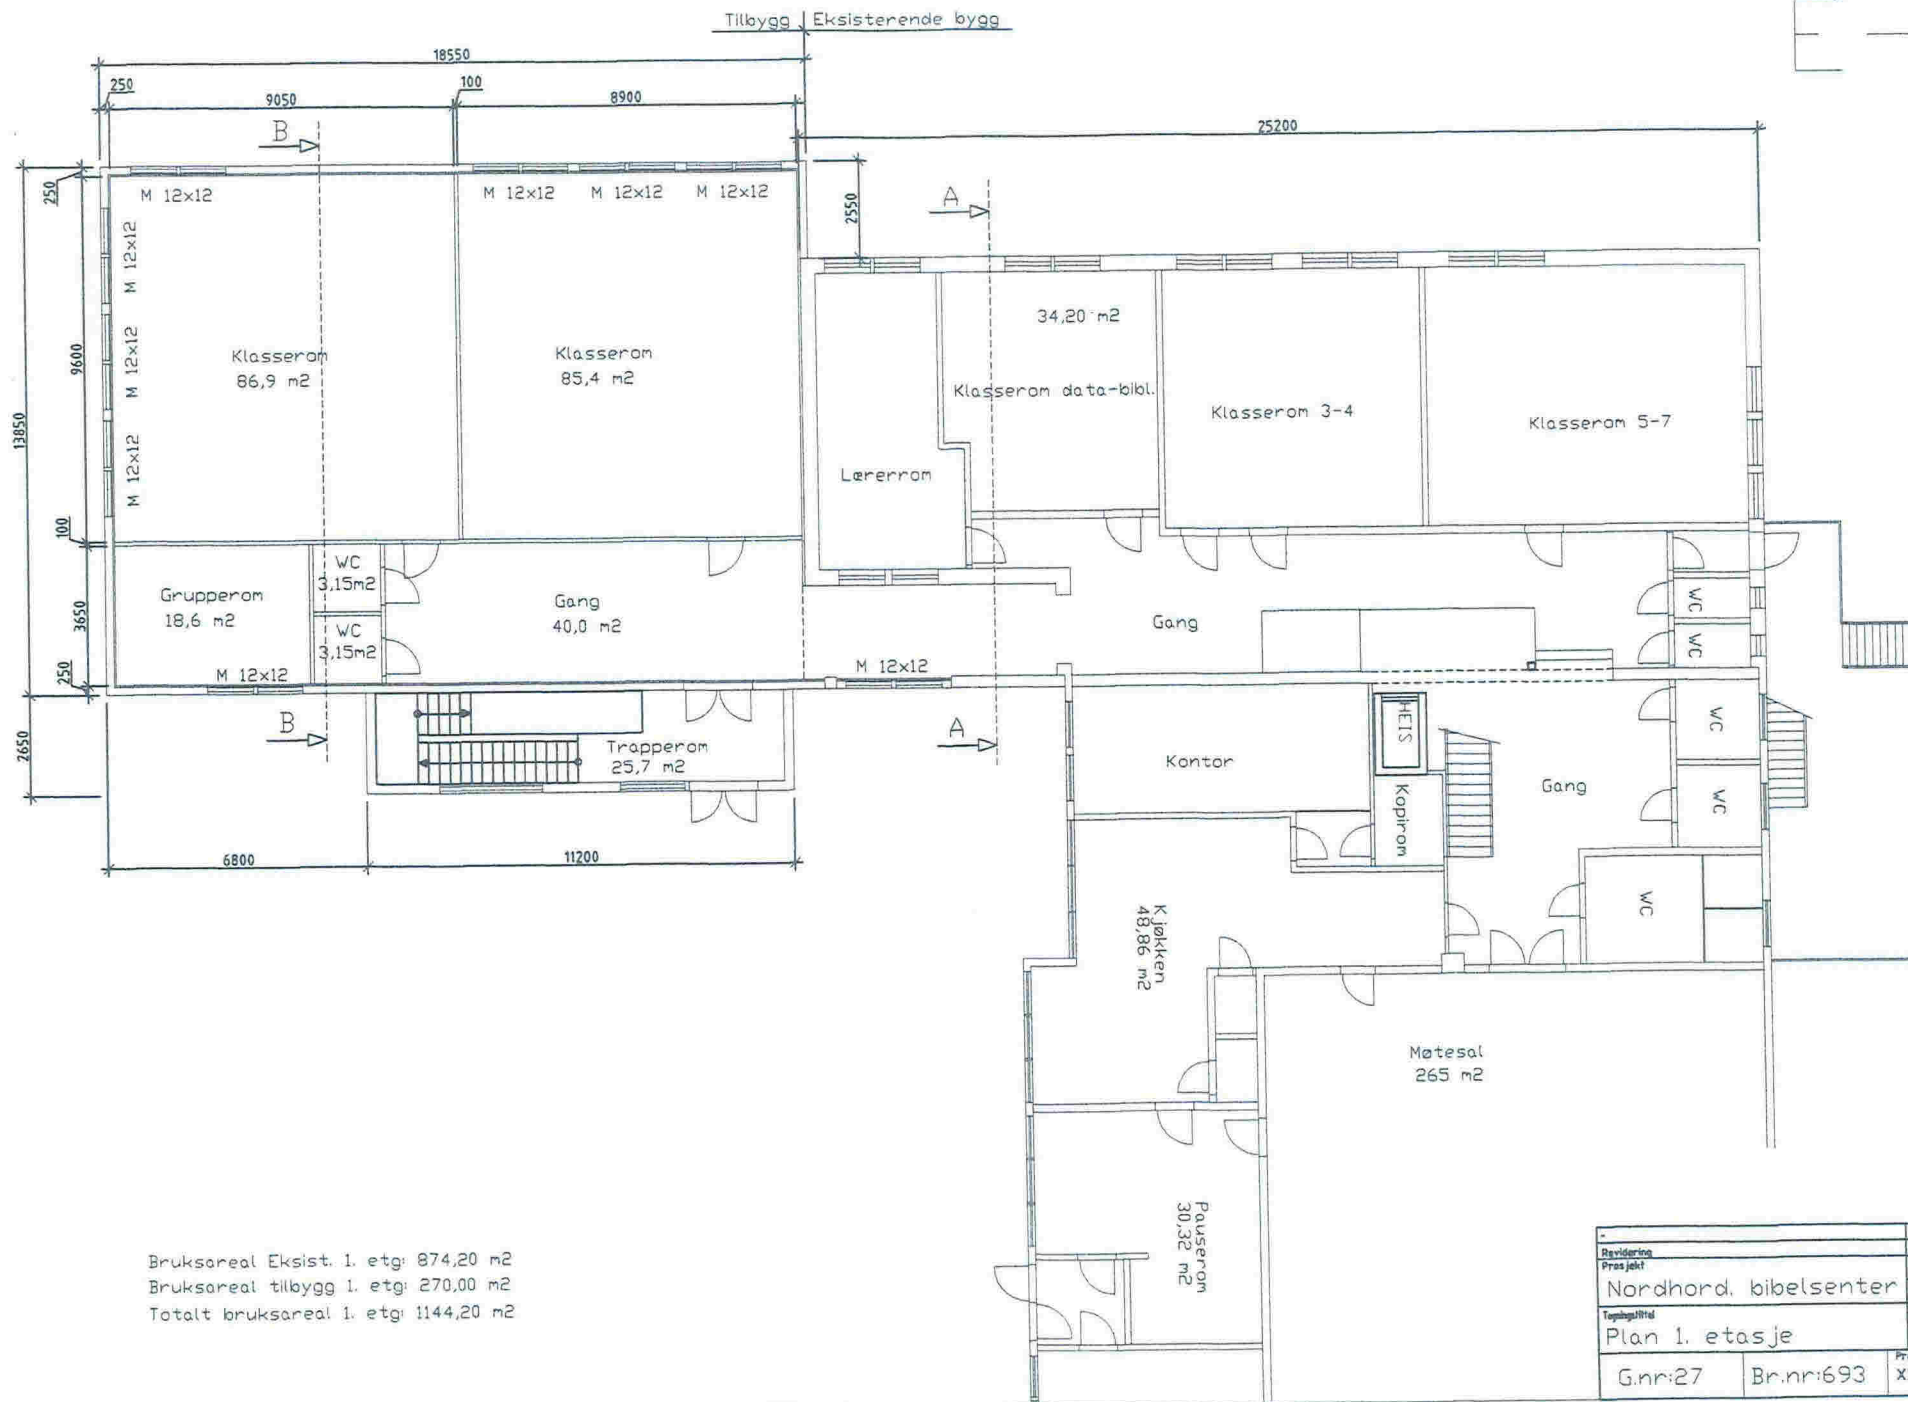 Tilbygg Eksisterende bygg
18550
250
9050
100
8900
25200
B
A
250
2550
M 12x12
M 12x12
M 12x12
M 12x12
M 12x12
M 12x12
M 12x12
9600
13850
100
3650
250
2650
Klasserom
86,9 m2
Klasserom
85,4 m2
34,20 m2
Klasserom data-bibl.
Klasserom 3-4
Klasserom 5-7
Lærerrom
Grupperom
18,6 m2
WC
3,15m2
WC
3,15m2
Gang
40,0 m2
M 12x12
M 12x12
Gang
WC
WC
B
A
Trapperom
25,7 m2
Kontor
HEIS
Kopirom
Gang
WC
WC
WC
6800
11200
Kjøkken
48,86 m2
Møtesal
265 m2
Pauserom
30,32 m2
Bruksareal Eksist. 1. etg: 874,20 m2
Bruksareal tilbygg 1. etg: 270,00 m2
Totalt bruksareal 1. etg: 1144,20 m2
-
Revidering
Prosjekt
Nordhord. bibelsenter
Tegningstittel
Plan 1. etasje
G.nr:27
Br.nr:693